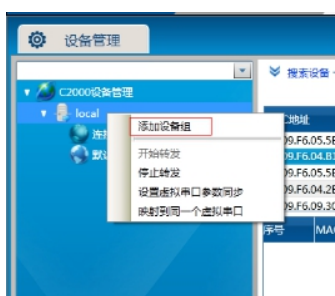 设备管理
搜索设备
C2000设备管理
local
添加设备组
开始转发
停止转发
设置虚拟串口参数同步
映射到同一个虚拟串口
地址
09.F6.05.5E
09.F6.04.B3
09.F6.05.5E
09.F6.04.2E
09.F6.09.30
序号 MA